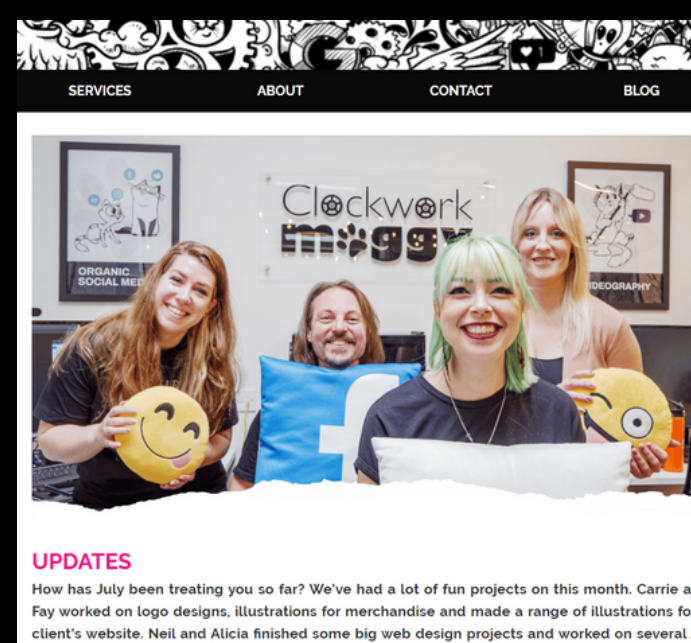 SERVICES ABOUT CONTACT BLOG
Clockwork
moggy
ORGANIC
SOCIAL MED
VIDEOGRAPHY
UPDATES
How has July been treating you so far? We've had a lot of fun projects on this month. Carrie a
Fay worked on logo designs, illustrations for merchandise and made a range of illustrations fo
client's website. Neil and Alicia finished some big web design projects and worked on several